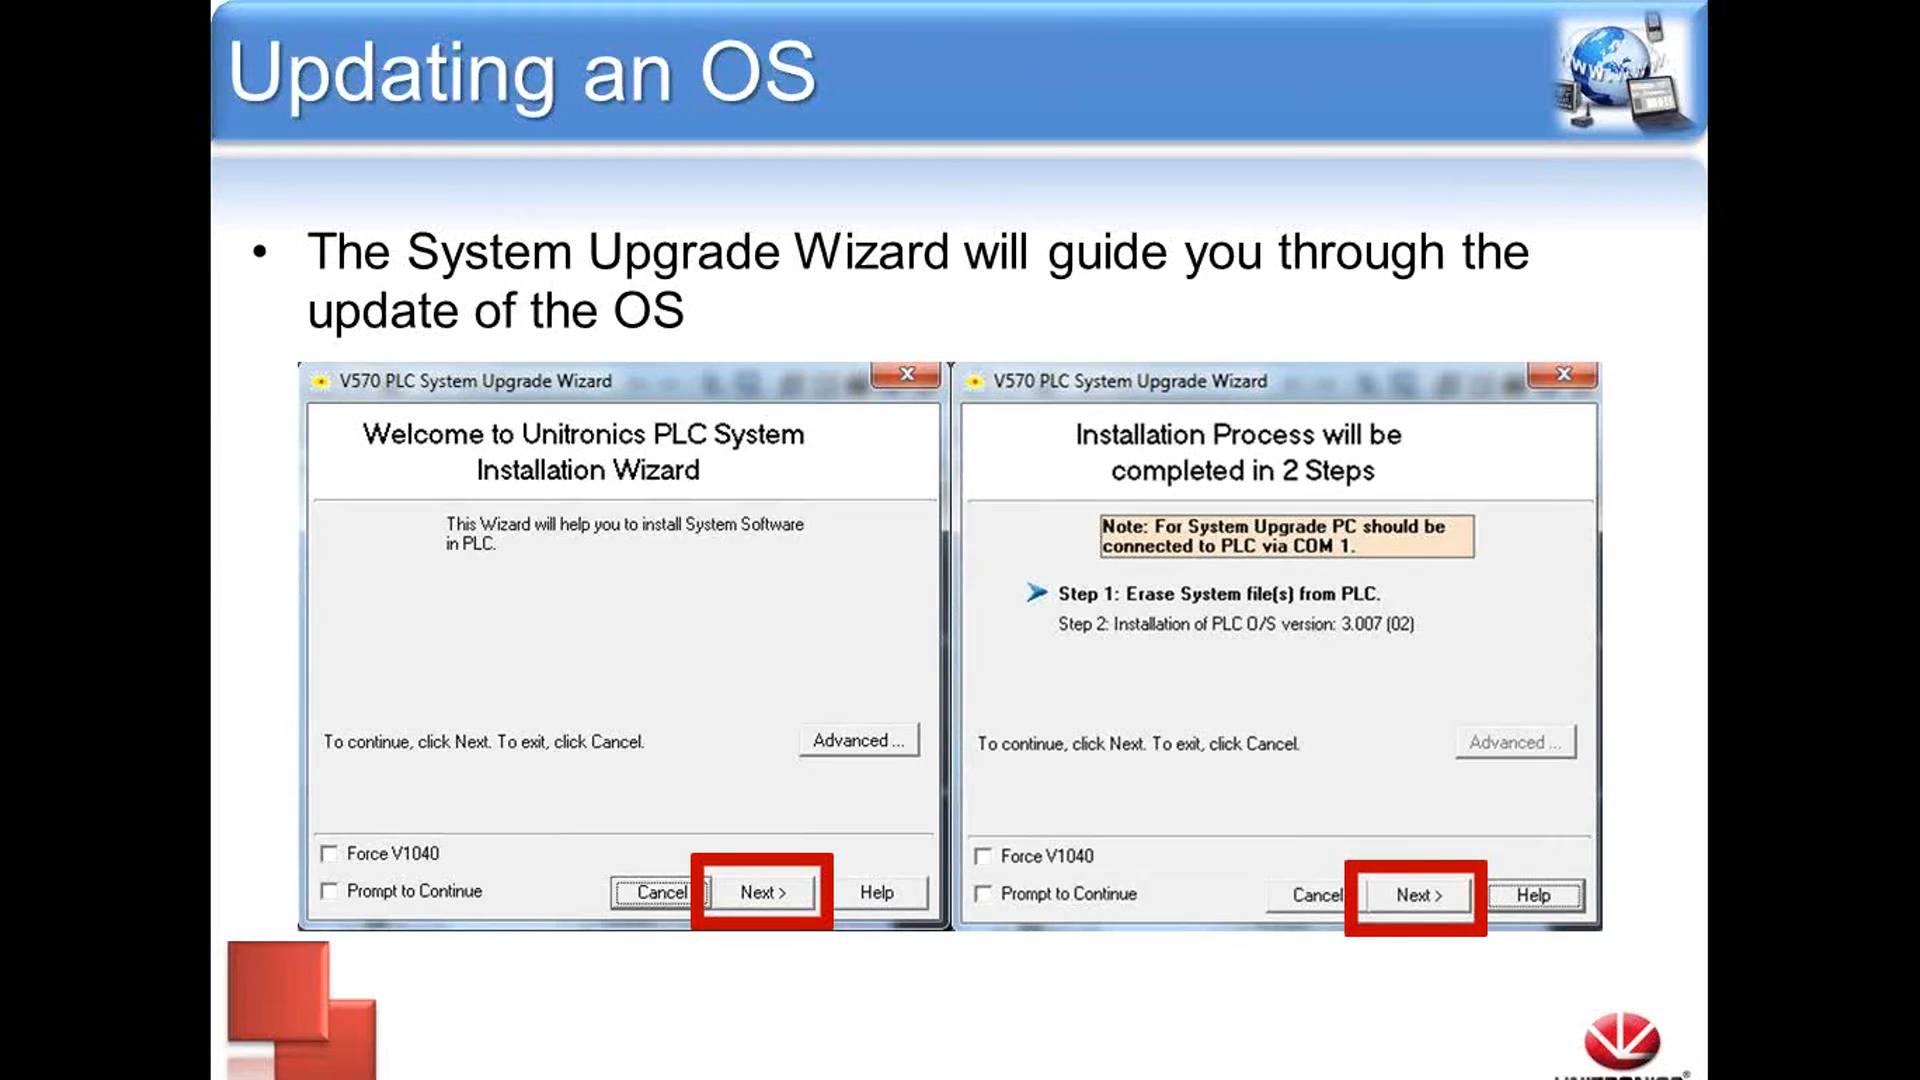 Updating an OS
• The System Upgrade Wizard will guide you through the
update of the OS
V570 PLC System Upgrade Wizard
Welcome to Unitronics PLC System
Installation Wizard
This Wizard will help you to install System Software
in PLC.
To continue, click Next. To exit, click Cancel.
Advanced ...
Force V1040
Prompt to Continue
Cancel
Next >
Help
V570 PLC System Upgrade Wizard
Installation Process will be
completed in 2 Steps
Note: For System Upgrade PC should be
connected to PLC via COM 1.
Step 1: Erase System file(s) from PLC.
Step 2: Installation of PLC O/S version: 3.007 (02)
To continue, click Next. To exit, click Cancel.
Advanced ...
Force V1040
Prompt to Continue
Cancel
Next >
Help